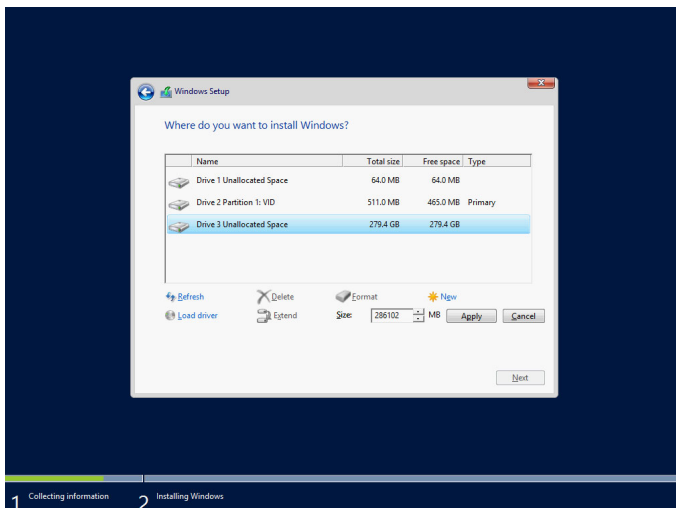 Windows Setup
Where do you want to install Windows?
Name Total size Free space Type
Drive 1 Unallocated Space 64.0 MB 64.0 MB
Drive 2 Partition 1: VID 511.0 MB 465.0 MB Primary
Drive 3 Unallocated Space 279.4 GB 279.4 GB
Refresh Delete Format New
Load driver Extend Size: 286102 MB Apply Cancel
Next
1 Collecting information 2 Installing Windows